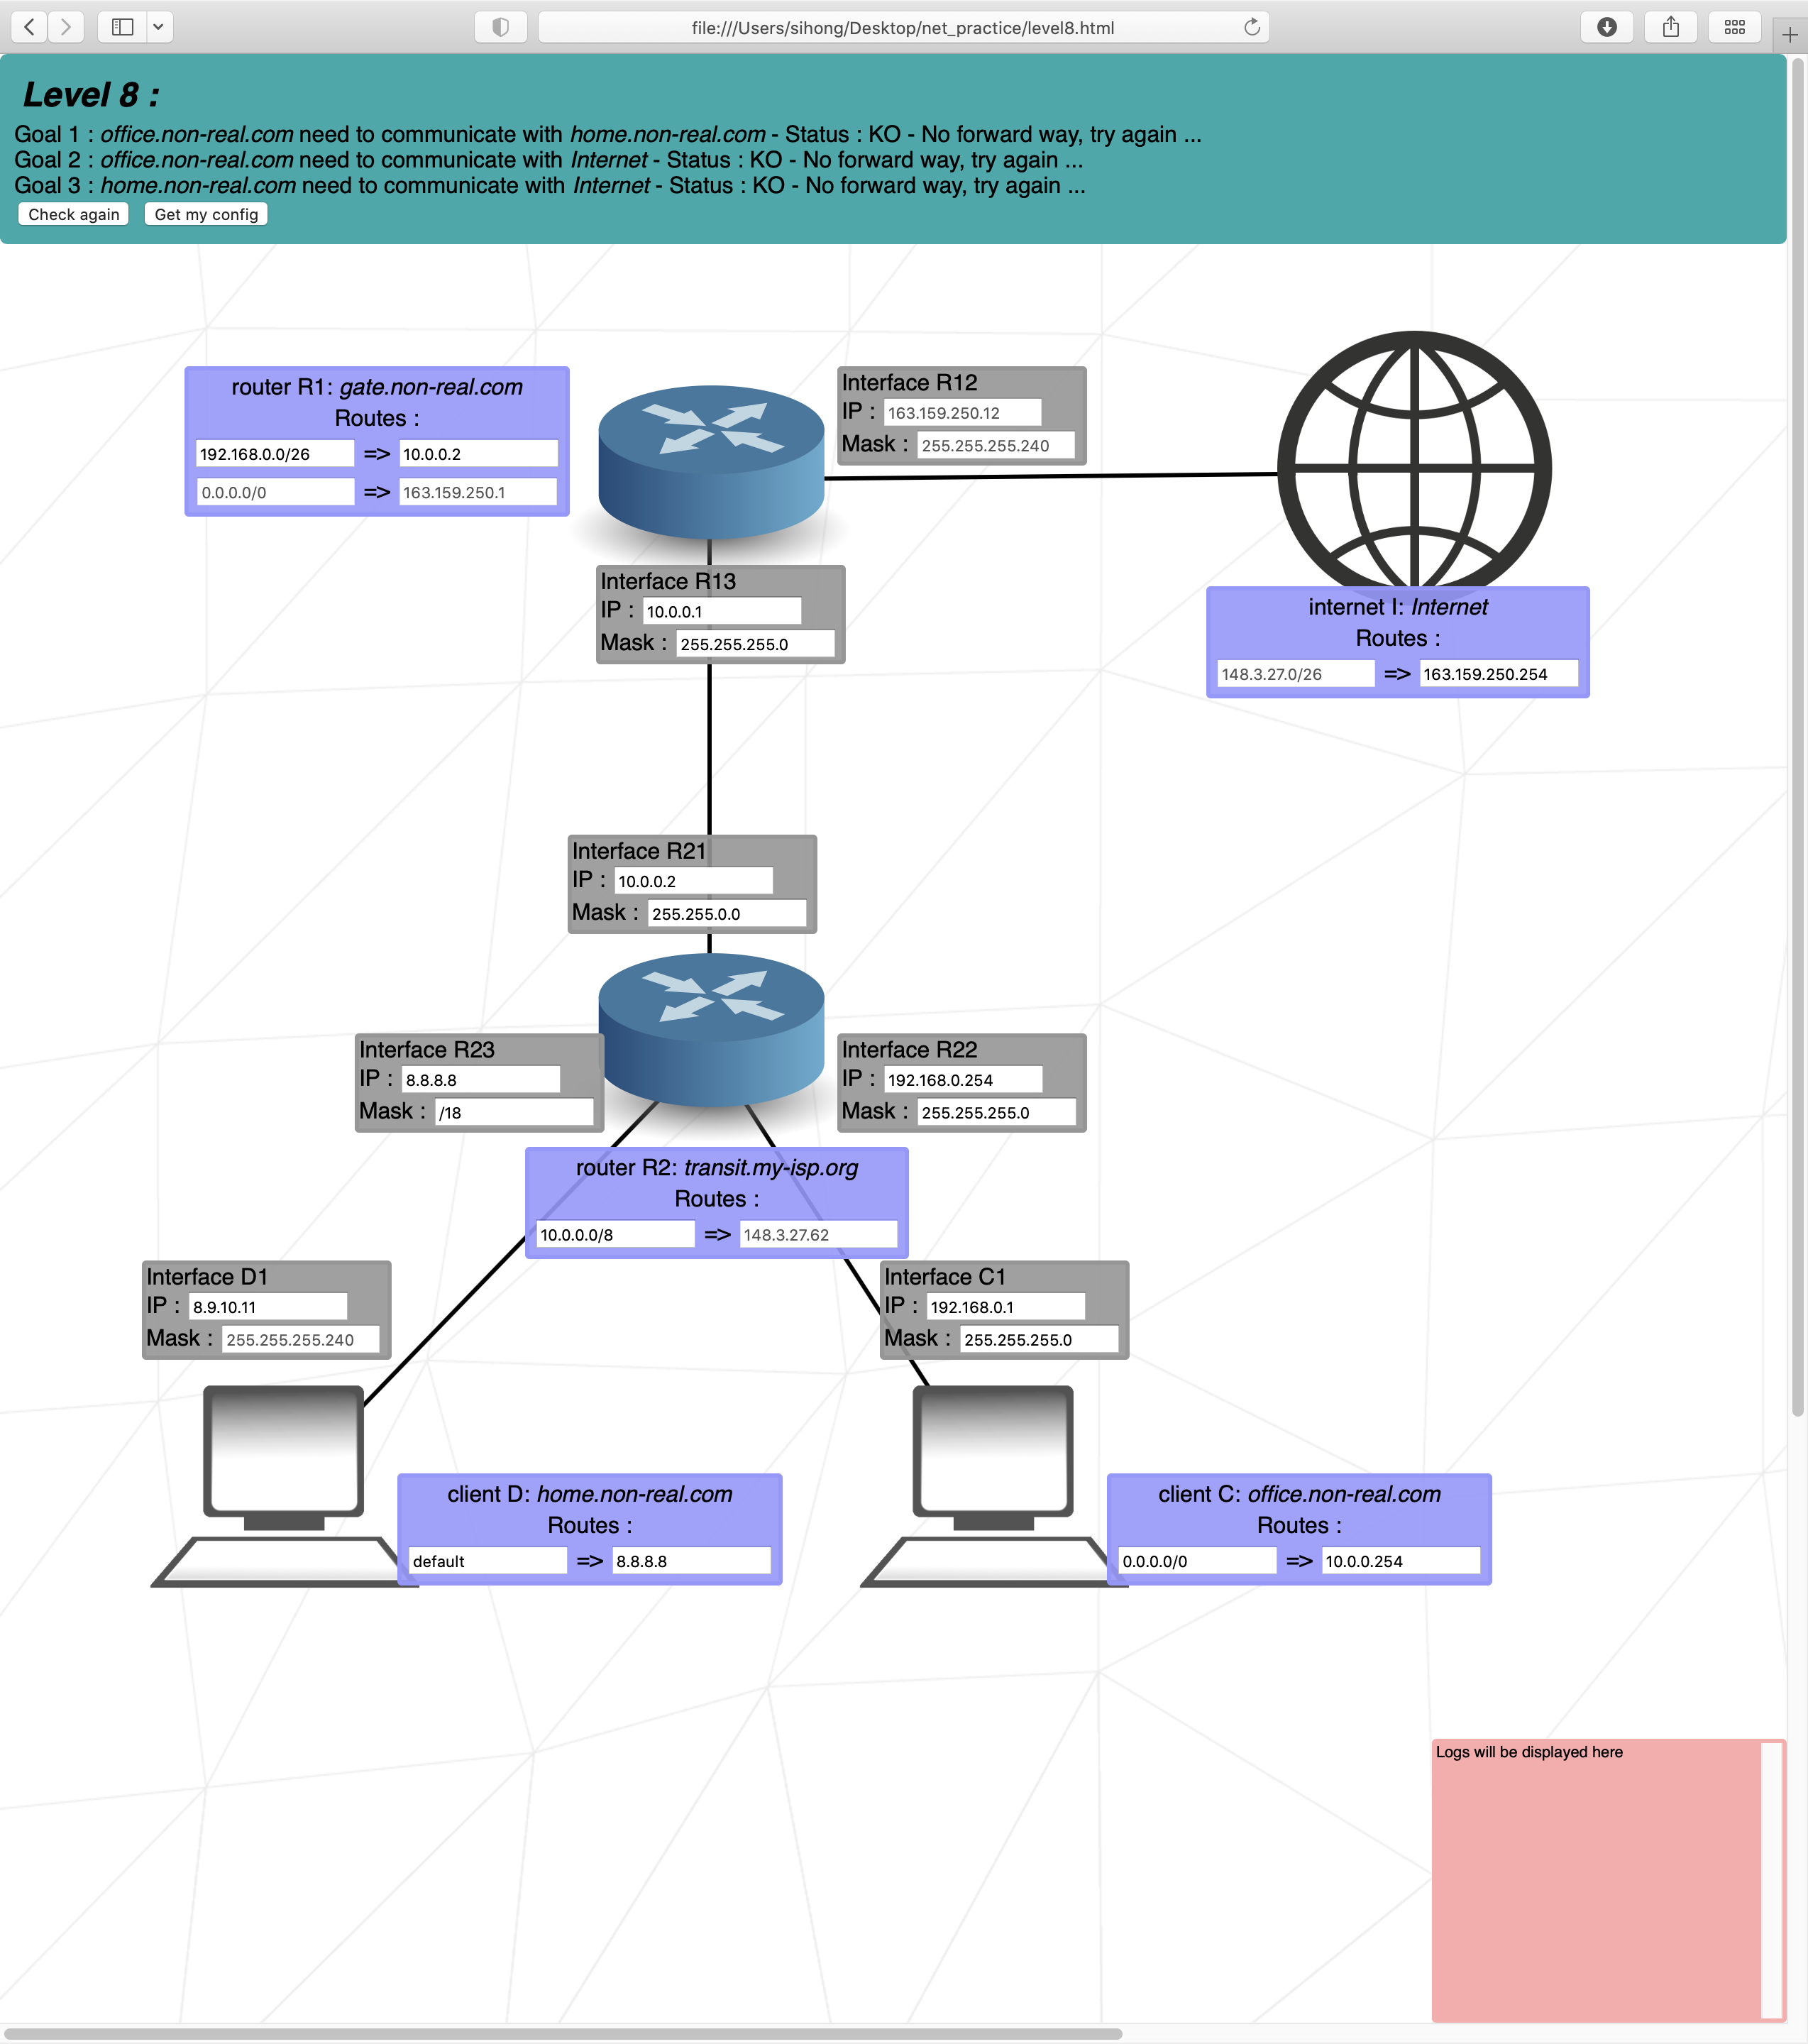 file:///Users/sihong/Desktop/net_practice/level8.html
Level 8 :
Goal 1 : office.non-real.com need to communicate with home.non-real.com - Status : KO - No forward way, try again ...
Goal 2 : office.non-real.com need to communicate with Internet - Status : KO - No forward way, try again ...
Goal 3 : home.non-real.com need to communicate with Internet - Status : KO - No forward way, try again ...
Check again Get my config
router R1: gate.non-real.com
Routes :
192.168.0.0/26 => 10.0.0.2
0.0.0.0/0 => 163.159.250.1
Interface R12
IP : 163.159.250.12
Mask : 255.255.255.240
Interface R13
IP : 10.0.0.1
Mask : 255.255.255.0
internet I: Internet
Routes :
148.3.27.0/26 => 163.159.250.254
Interface R21
IP : 10.0.0.2
Mask : 255.255.0.0
Interface R23
IP : 8.8.8.8
Mask : /18
Interface R22
IP : 192.168.0.254
Mask : 255.255.255.0
router R2: transit.my-isp.org
Routes :
10.0.0.0/8 => 148.3.27.62
Interface D1
IP : 8.9.10.11
Mask : 255.255.255.240
Interface C1
IP : 192.168.0.1
Mask : 255.255.255.0
client D: home.non-real.com
Routes :
default => 8.8.8.8
client C: office.non-real.com
Routes :
0.0.0.0/0 => 10.0.0.254
Logs will be displayed here